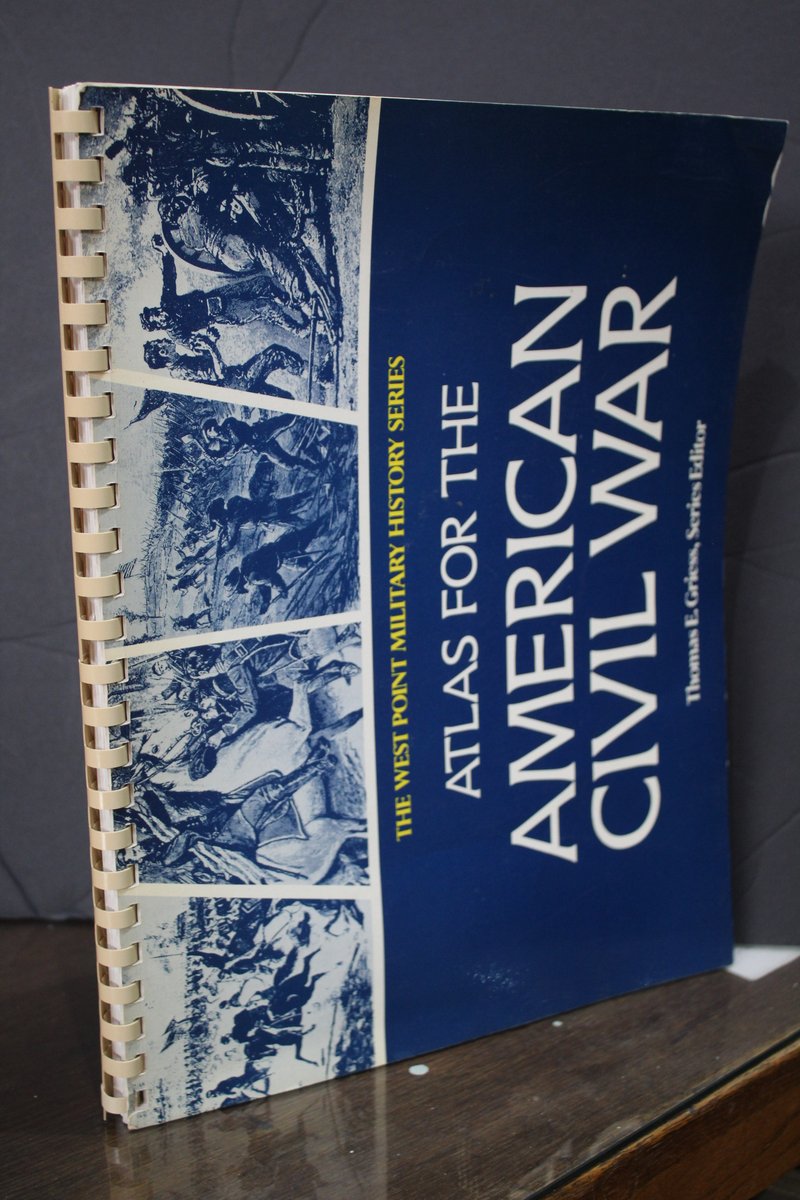 THE WEST POINT MILITARY HISTORY SERIES
ATLAS FOR THE
AMERICAN
CIVIL WAR
Thomas E. Griess, Series Editor